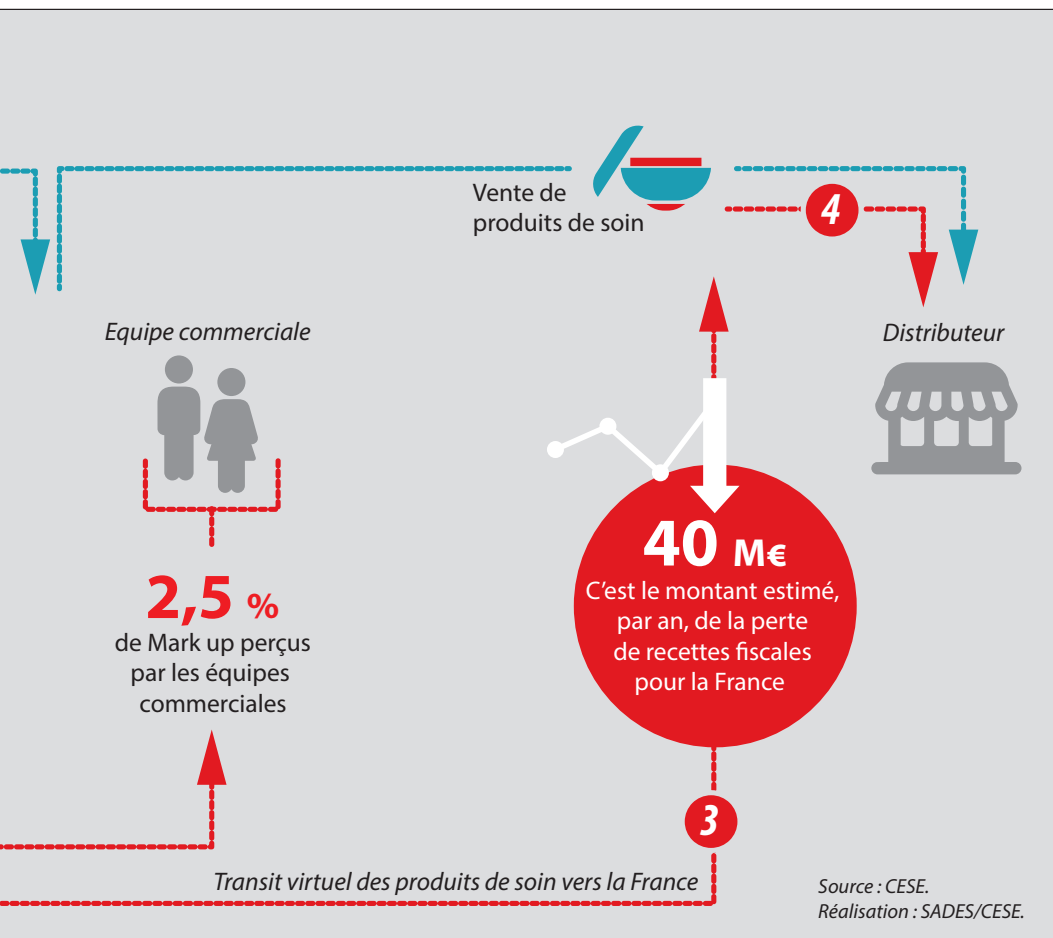 Vente de
produits de soin
4
Equipe commerciale
Distributeur
2,5 %
de Mark up perçus
par les équipes
commerciales
40 M€
C’est le montant estimé,
par an, de la perte
de recettes fiscales
pour la France
3
Transit virtuel des produits de soin vers la France
Source : CESE.
Réalisation : SADES/CESE.